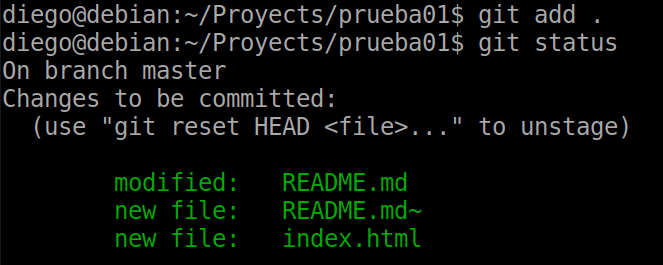 diego@debian:~/Proyects/prueba01$ git add .
diego@debian:~/Proyects/prueba01$ git status
On branch master
Changes to be committed:
  (use "git reset HEAD <file>..." to unstage)

        modified:   README.md
        new file:   README.md~
        new file:   index.html